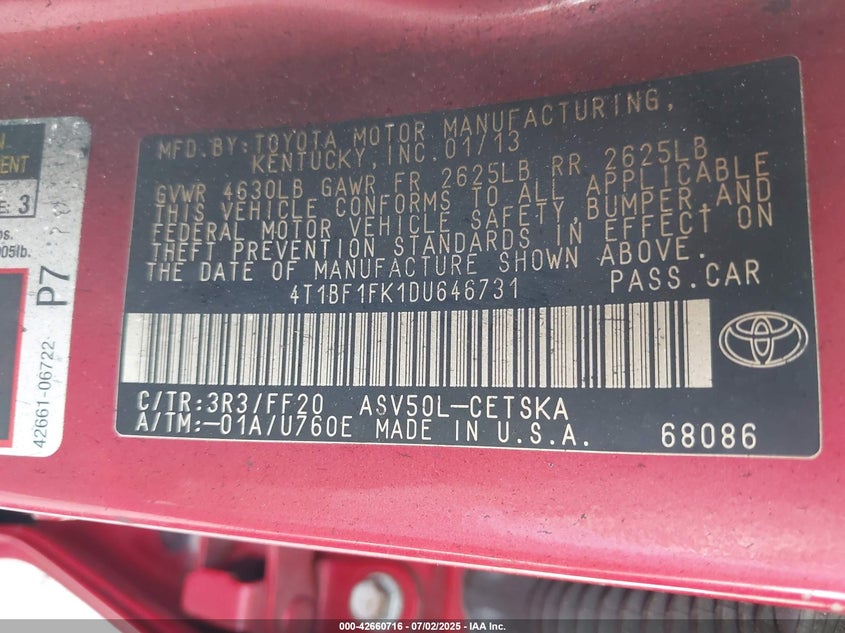 MFD.BY:TOYOTA MOTOR MANUFACTURING,
KENTUCKY,INC.01/13
GVWR 4630LB GAWR FR 2625LB RR 2625LB
THIS VEHICLE CONFORMS TO ALL APPLICABLE
FEDERAL MOTOR VEHICLE SAFETY,BUMPER,AND
THEFT PREVENTION STANDARDS IN EFFECT ON
THE DATE OF MANUFACTURE SHOWN ABOVE.
4T1BF1FK1DU646731 PASS.CAR
C/TR:3R3/FF20 ASV50L-CETSKA
A/TM:-01A/U760E MADE IN U.S.A. 68086
3
P7
42661-06722
000-42660716 - 07/02/2025 - IAA Inc.